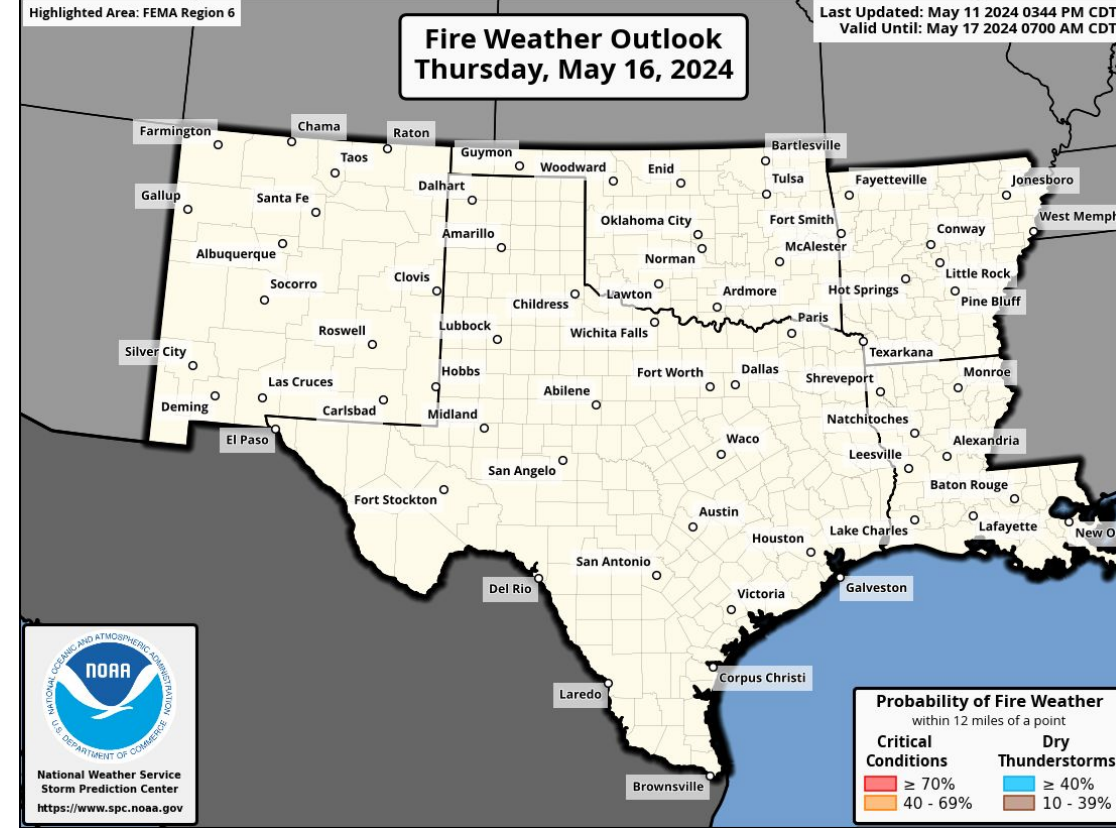 Highlighted Area: FEMA Region 6
Last Updated: May 11 2024 0344 PM CDT
Valid Until: May 17 2024 0700 AM CDT
Fire Weather Outlook
Thursday, May 16, 2024
Farmington
Chama
Raton
Taos
Guymon
Woodward
Enid
Bartlesville
Tulsa
Fayetteville
Jonesboro
Gallup
Santa Fe
Dalhart
Oklahoma City
Fort Smith
West Memph
Albuquerque
Amarillo
Norman
McAlester
Conway
Socorro
Clovis
Childress
Lawton
Ardmore
Hot Springs
Little Rock
Pine Bluff
Roswell
Lubbock
Wichita Falls
Paris
Silver City
Texarkana
Las Cruces
Hobbs
Fort Worth
Dallas
Shreveport
Monroe
Deming
Carlsbad
Midland
Abilene
Natchitoches
El Paso
San Angelo
Waco
Leesville
Alexandria
Fort Stockton
Baton Rouge
Austin
Houston
Lake Charles
Lafayette
New O
San Antonio
Del Rio
Victoria
Galveston
Laredo
Corpus Christi
Brownsville
NATIONAL OCEANIC AND ATMOSPHERIC ADMINISTRATION
NOAA
U.S. DEPARTMENT OF COMMERCE
National Weather Service
Storm Prediction Center
https://www.spc.noaa.gov
Probability of Fire Weather
within 12 miles of a point
Critical Conditions
≥ 70%
40 - 69%
Dry Thunderstorms
≥ 40%
10 - 39%